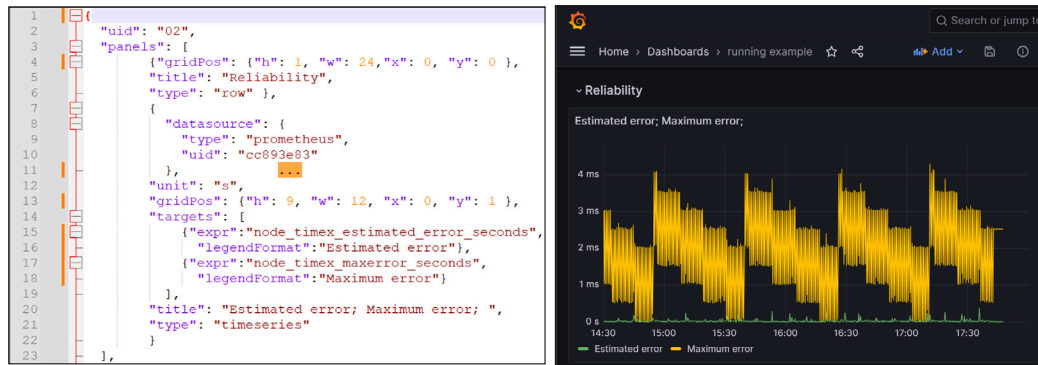 1 {
2 "uid": "02",
3 "panels": [
4 {"gridPos": {"h": 1, "w": 24,"x": 0, "y": 0 },
5 "title": "Reliability",
6 "type": "row" },
7 {
8 "datasource": {
9 "type": "prometheus",
10 "uid": "cc893e83"
11 }, ...
12 "unit": "s",
13 "gridPos": {"h": 9, "w": 12, "x": 0, "y": 1 },
14 "targets": [
15 {"expr":"node_timex_estimated_error_seconds",
16 "legendFormat":"Estimated error"},
17 {"expr":"node_timex_maxerror_seconds",
18 "legendFormat":"Maximum error"}
19 ],
20 "title": "Estimated error; Maximum error; ",
21 "type": "timeseries"
22 }
23 ],
Search or jump to
Home > Dashboards > running example
Add
Reliability
Estimated error; Maximum error;
4 ms
3 ms
2 ms
1 ms
0 s
14:30 15:00 15:30 16:00 16:30 17:00 17:30
Estimated error Maximum error